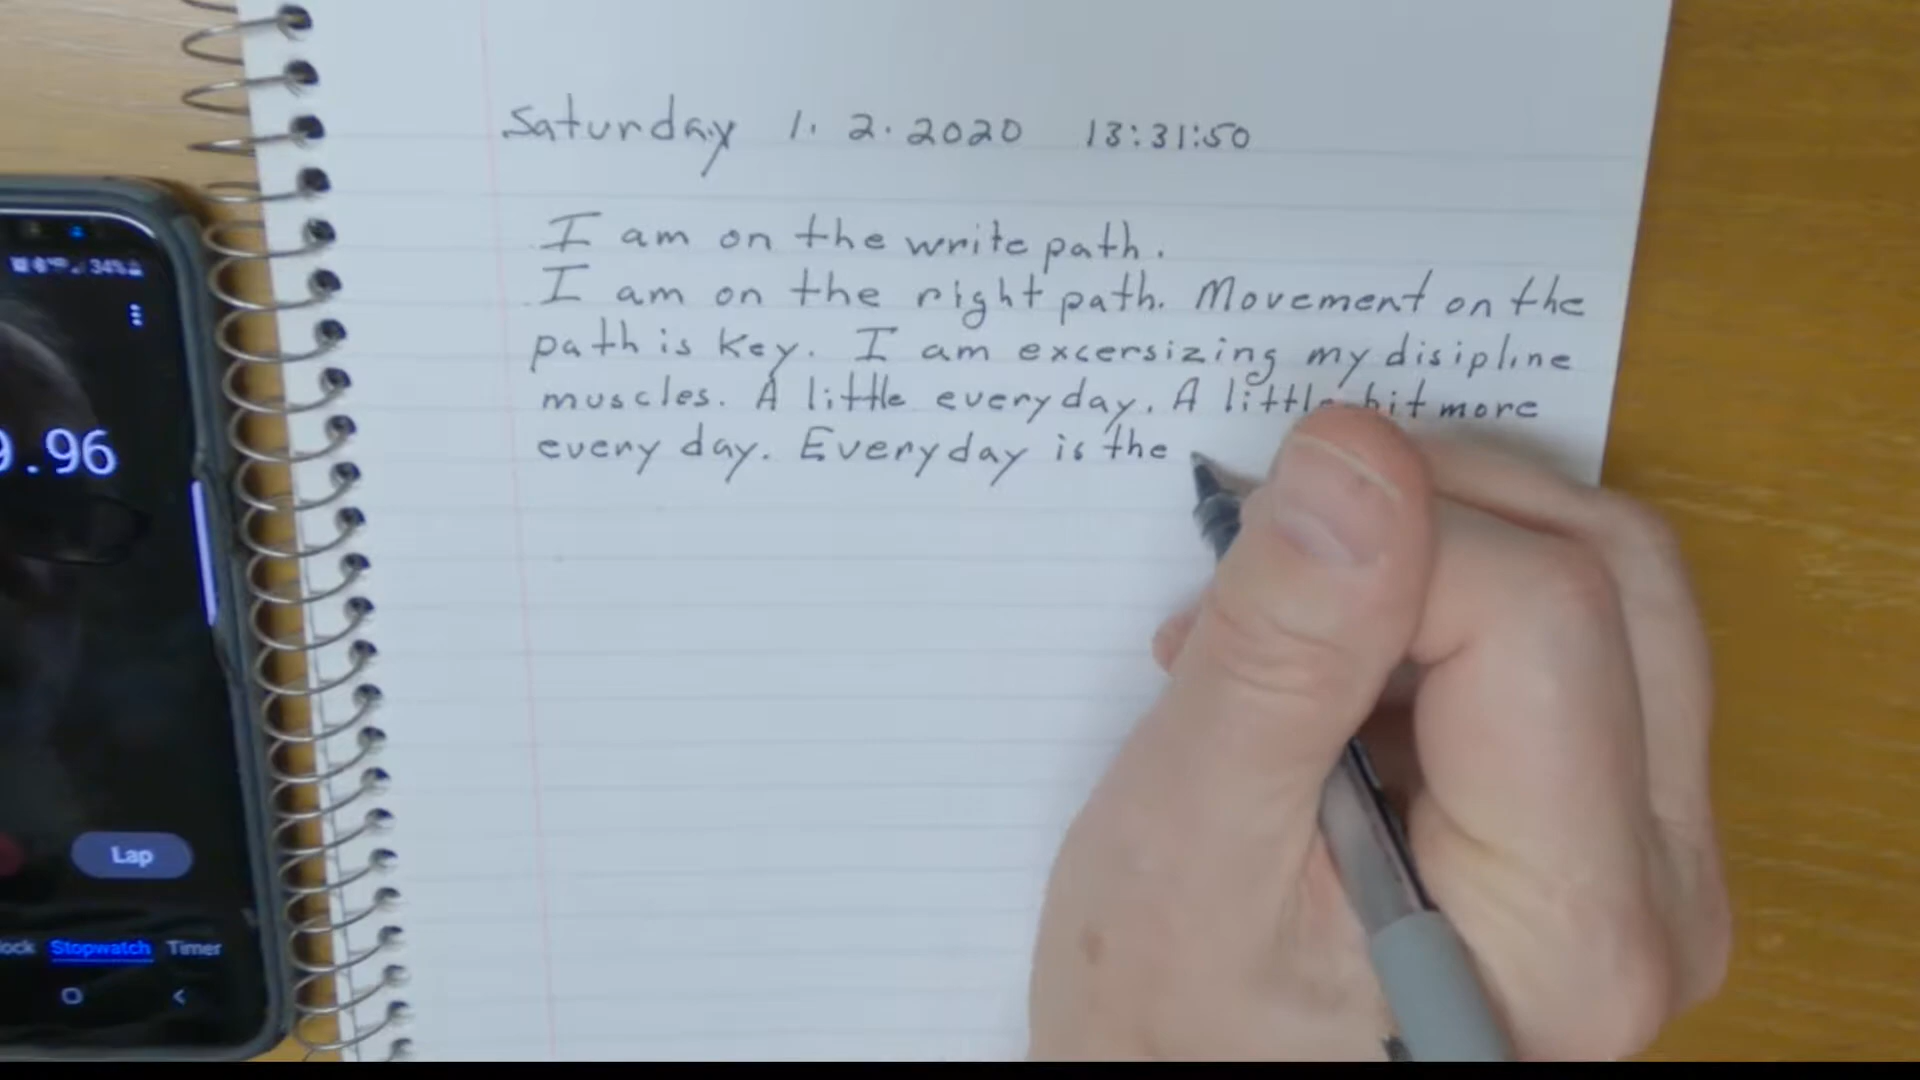 Saturday 1. 2. 2020 13:31:50
I am on the write path.
I am on the right path. Movement on the
path is key. I am excersizing my disipline
muscles. A little everyday. A little bit more
every day. Everyday is the
34%
9.96
Lap
Stopwatch Timer